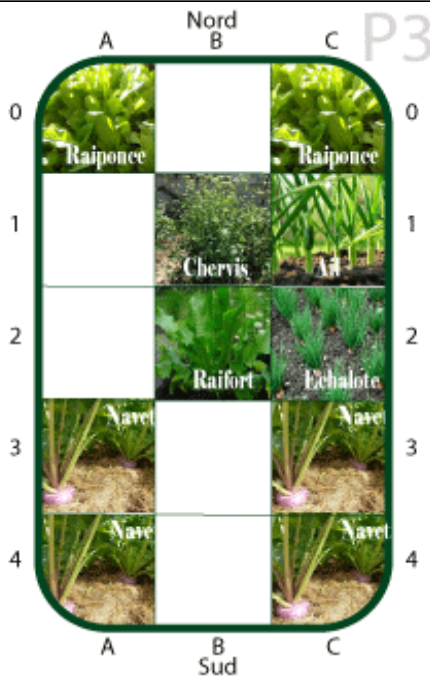 Nord
P3
A B C
0 0
Raiponce Raiponce
1 1
Chervis Ail
2 2
Raifort Echalote
Navet Navet
3 3
Navet Navet
4 4
A B C
Sud